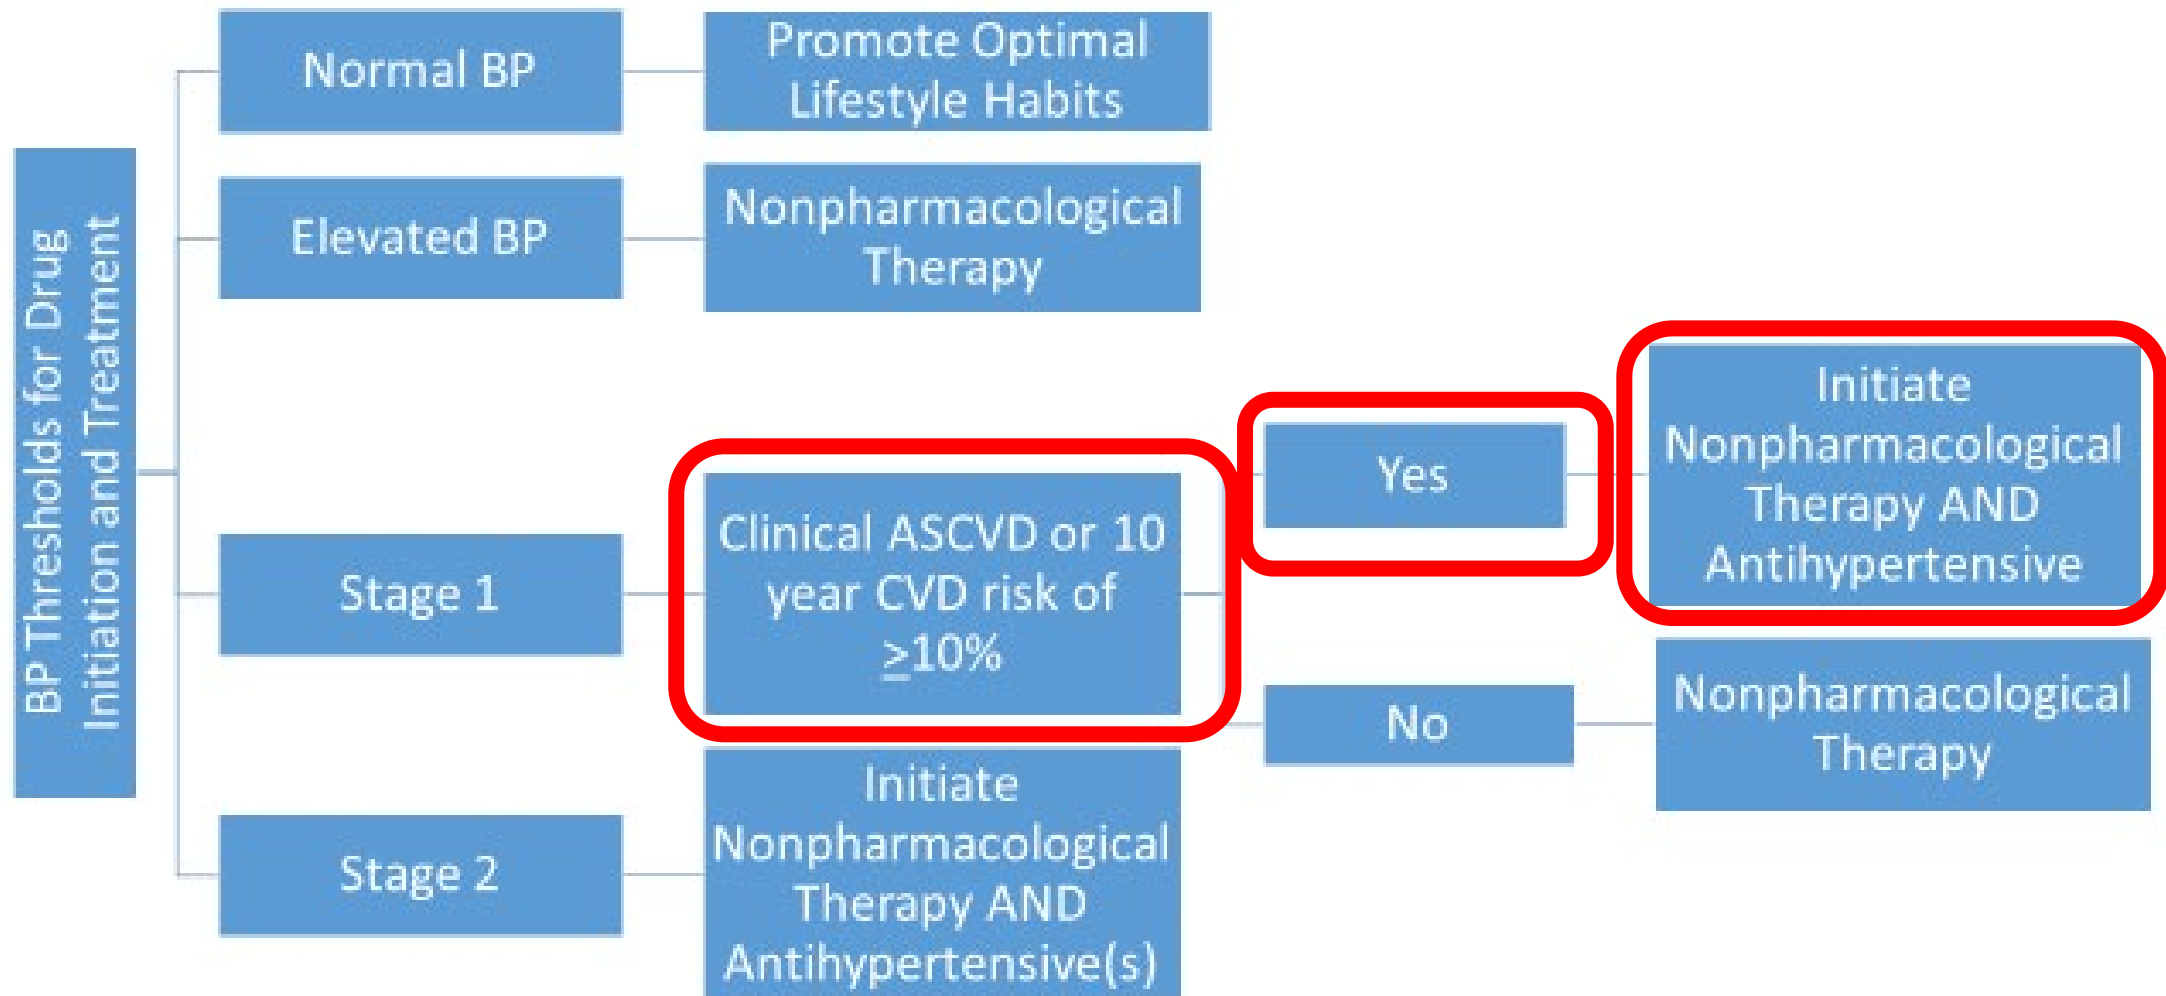 BP Thresholds for Drug
Initiation and Treatment
Normal BP
Promote Optimal
Lifestyle Habits
Elevated BP
Nonpharmacological
Therapy
Stage 1
Clinical ASCVD or 10
year CVD risk of
≥10%
Yes
Initiate
Nonpharmacological
Therapy AND
Antihypertensive
No
Nonpharmacological
Therapy
Stage 2
Initiate
Nonpharmacological
Therapy AND
Antihypertensive(s)